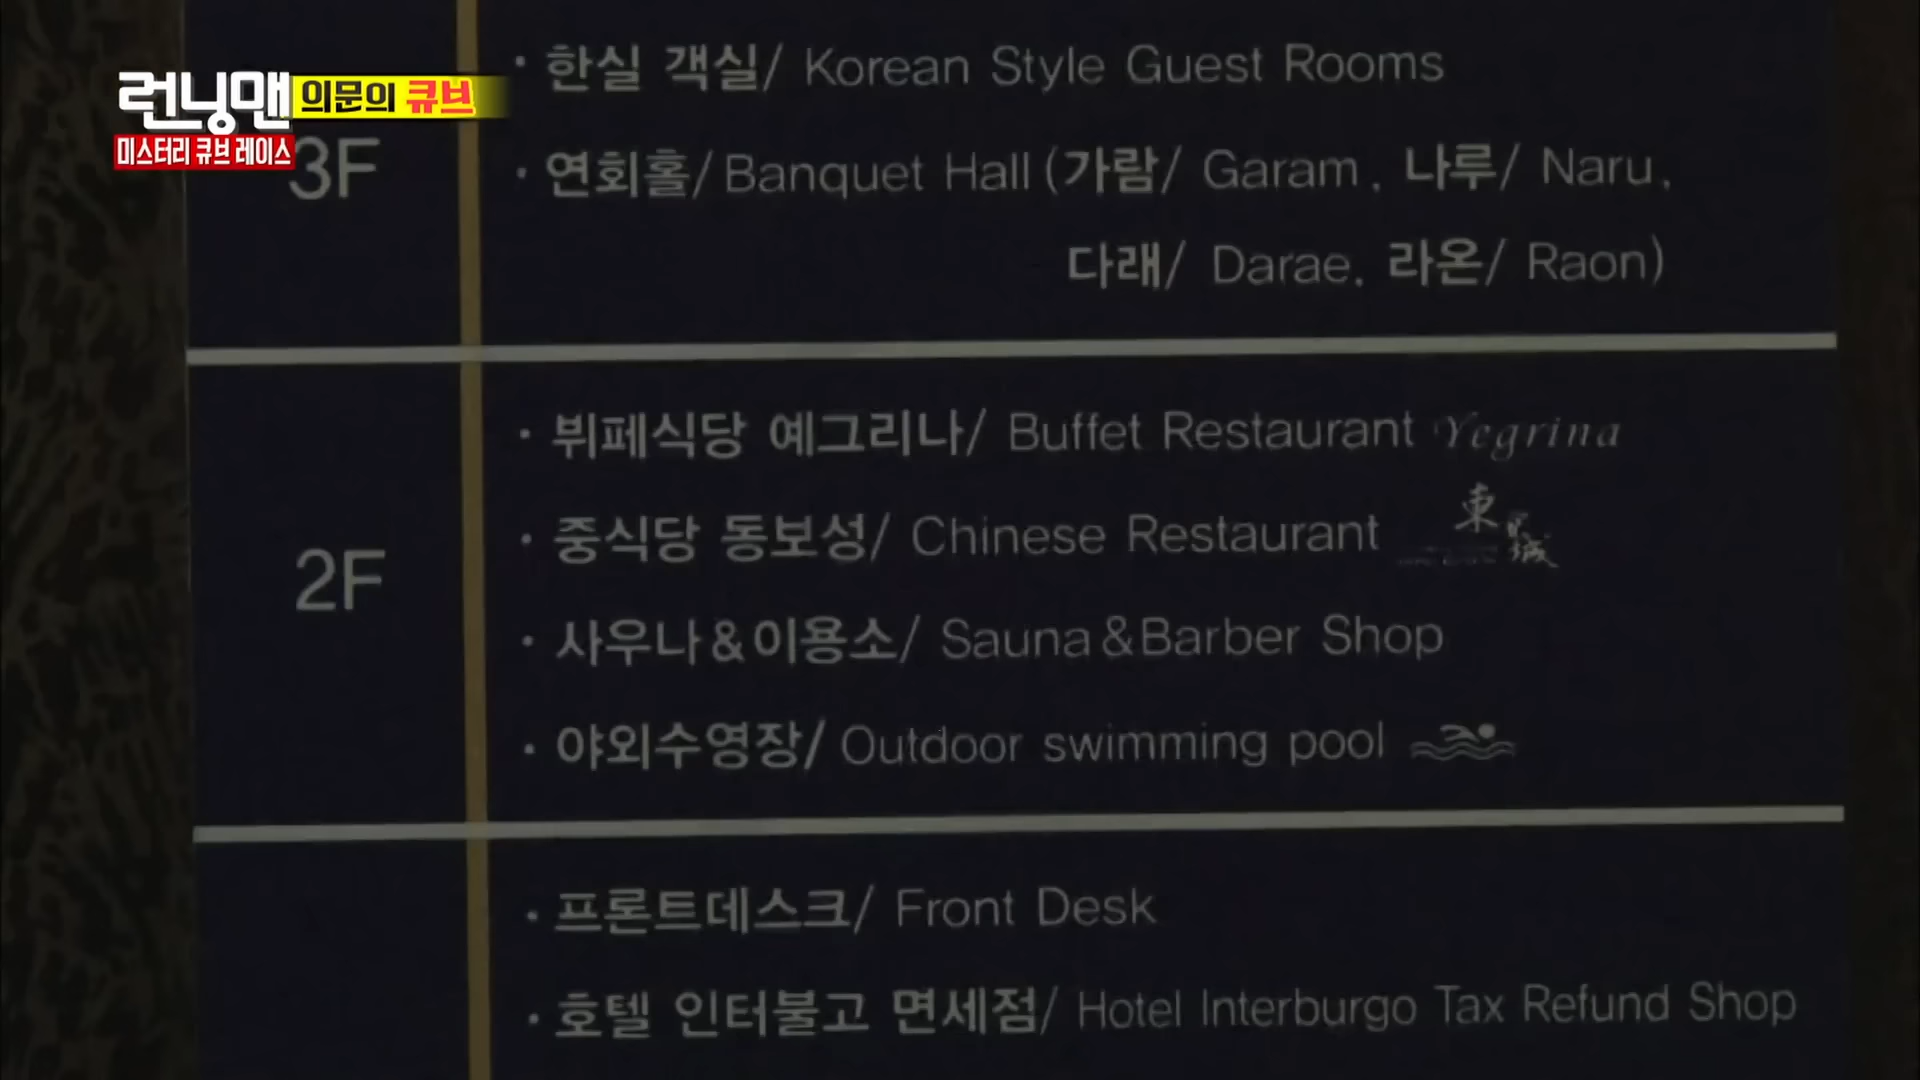 런닝맨 의문의 큐브
미스터리 큐브 레이스
· 한실 객실/ Korean Style Guest Rooms
3F
· 연회홀/ Banquet Hall (가람/ Garam, 나루/ Naru,
다래/ Darae, 라온/ Raon)
· 뷔페식당 예그리나/ Buffet Restaurant Yegrina
· 중식당 동보성/ Chinese Restaurant 東
城
2F
· 사우나&이용소/ Sauna&Barber Shop
· 야외수영장/ Outdoor swimming pool
· 프론트데스크/ Front Desk
· 호텔 인터불고 면세점/ Hotel Interburgo Tax Refund Shop